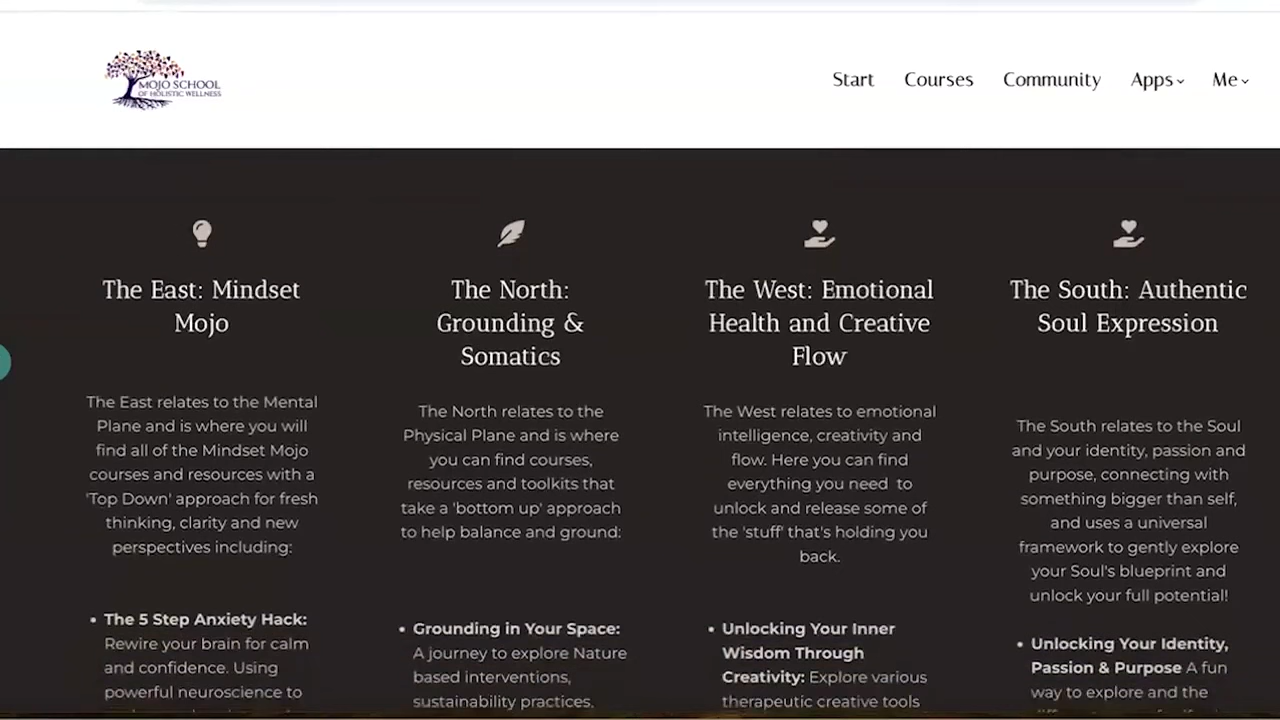 MOJO SCHOOL
OF HOLISTIC WELLNESS
Start
Courses
Community
Apps
Me
The East: Mindset
Mojo
The East relates to the Mental
Plane and is where you will
find all of the Mindset Mojo
courses and resources with a
'Top Down' approach for fresh
thinking, clarity and new
perspectives including:
• The 5 Step Anxiety Hack:
Rewire your brain for calm
and confidence. Using
powerful neuroscience to
The North:
Grounding &
Somatics
The North relates to the
Physical Plane and is where
you can find courses,
resources and toolkits that
take a 'bottom up' approach
to help balance and ground:
• Grounding in Your Space:
A journey to explore Nature
based interventions,
sustainability practices,
The West: Emotional
Health and Creative
Flow
The West relates to emotional
intelligence, creativity and
flow. Here you can find
everything you need to
unlock and release some of
the 'stuff' that's holding you
back.
• Unlocking Your Inner
Wisdom Through
Creativity: Explore various
therapeutic creative tools
The South: Authentic
Soul Expression
The South relates to the Soul
and your identity, passion and
purpose, connecting with
something bigger than self,
and uses a universal
framework to gently explore
your Soul's blueprint and
unlock your full potential!
• Unlocking Your Identity,
Passion & Purpose A fun
way to explore and the